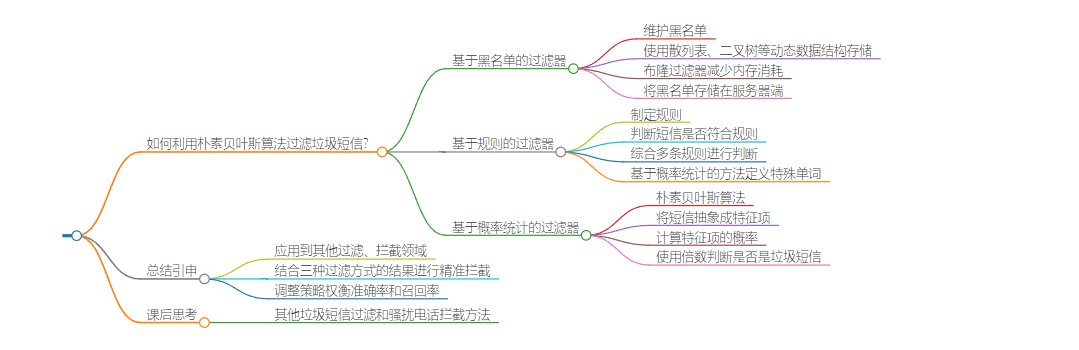 如何利用朴素贝叶斯算法过滤垃圾短信?
基于黑名单的过滤器
维护黑名单
使用散列表、二叉树等动态数据结构存储
布隆过滤器减少内存消耗
将黑名单存储在服务器端
基于规则的过滤器
制定规则
判断短信是否符合规则
综合多条规则进行判断
基于概率统计的方法定义特殊单词
基于概率统计的过滤器
朴素贝叶斯算法
将短信抽象成特征项
计算特征项的概率
使用倍数判断是否是垃圾短信
总结引申
应用到其他过滤、拦截领域
结合三种过滤方式的结果进行精准拦截
调整策略权衡准确率和召回率
课后思考
其他垃圾短信过滤和骚扰电话拦截方法